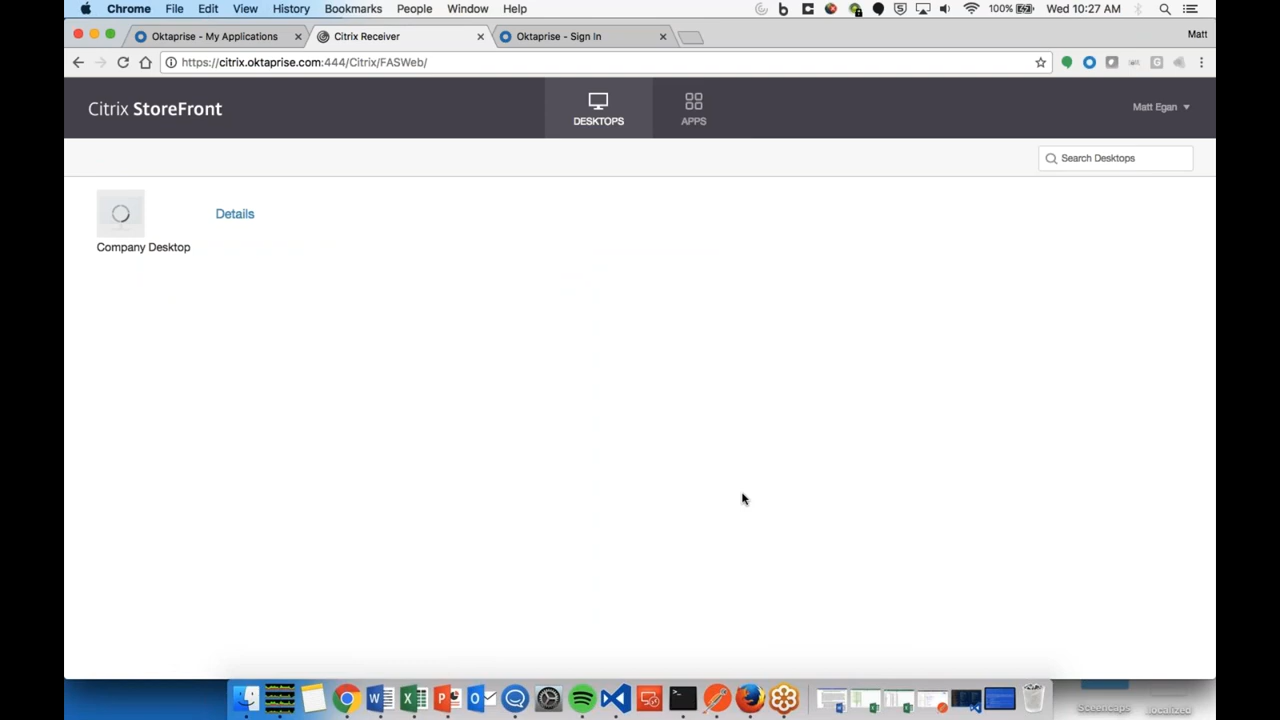 Chrome File Edit View History Bookmarks People Window Help 100% Wed 10:27 AM
Oktaprise - My Applications Citrix Receiver Oktaprise - Sign In Matt
https://citrix.oktaprise.com:444/Citrix/FASWeb/
Citrix StoreFront DESKTOPS APPS Matt Egan
Search Desktops
Details
Company Desktop
Screencaps localized